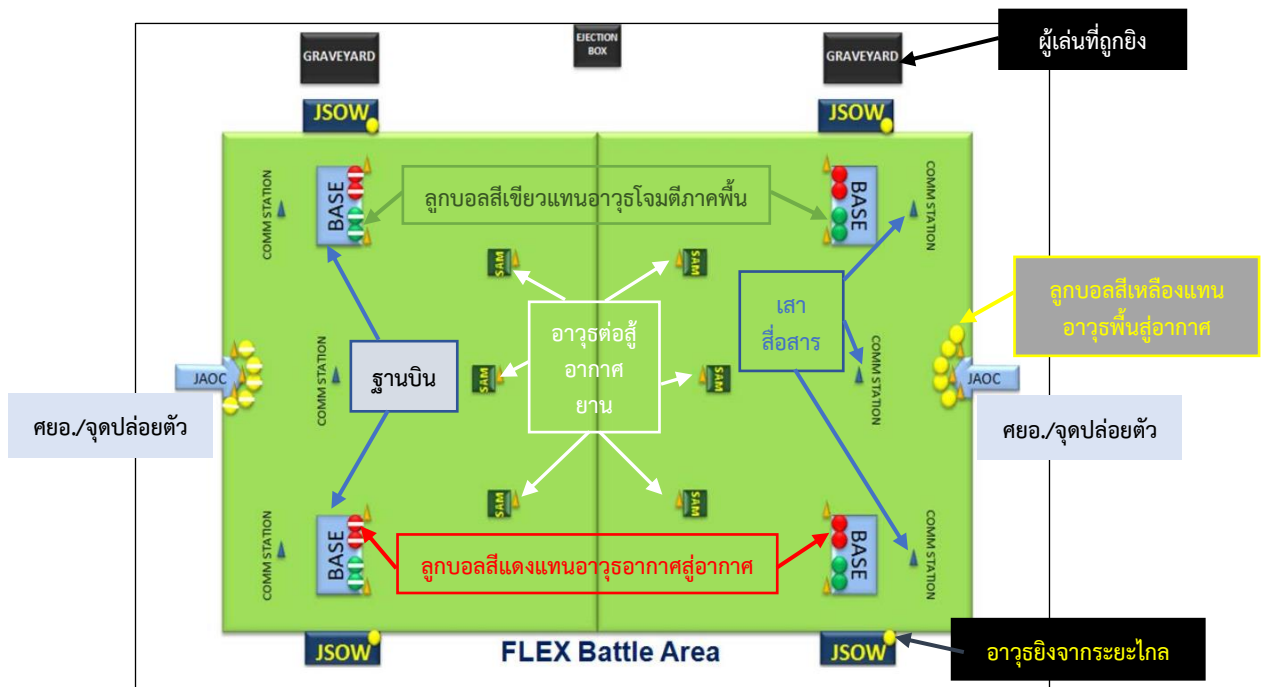 EJECTION
BOX
GRAVEYARD
GRAVEYARD
ผู้เล่นที่ถูกยิง
JSOW
JSOW
COMM STATION
BASE
ลูกบอลสีเขียวแทนอาวุธโจมตีภาคพื้น
BASE
COMM STATION
SAM
SAM
ลูกบอลสีเหลืองแทน
อาวุธพื้นสู่อากาศ
เสา
สื่อสาร
อาวุธต่อสู้
อากาศ
ยาน
JAOC
COMM STATION
ฐานบิน
SAM
SAM
COMM STATION
JAOC
ศยอ./จุดปล่อยตัว
ศยอ./จุดปล่อยตัว
SAM
SAM
COMM STATION
BASE
ลูกบอลสีแดงแทนอาวุธอากาศสู่อากาศ
BASE
COMM STATION
JSOW
FLEX Battle Area
JSOW
อาวุธยิงจากระยะไกล